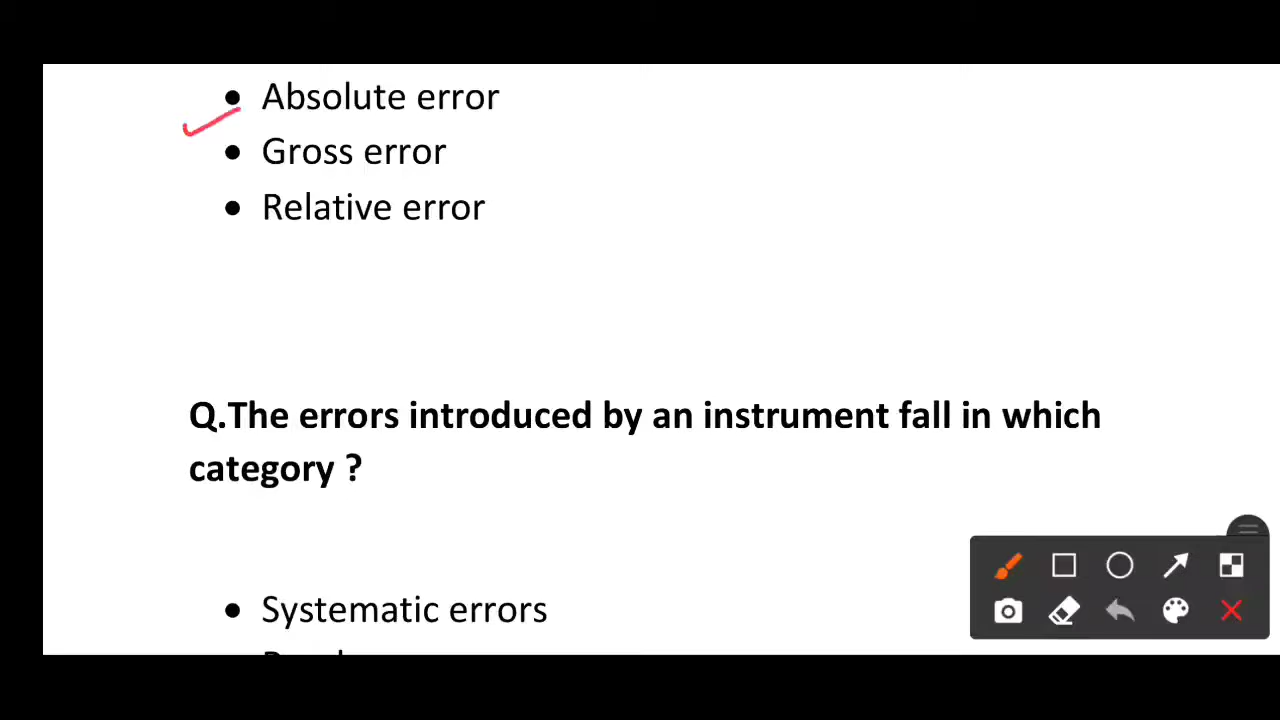 • Absolute error
• Gross error
• Relative error
Q.The errors introduced by an instrument fall in which
category ?
• Systematic errors